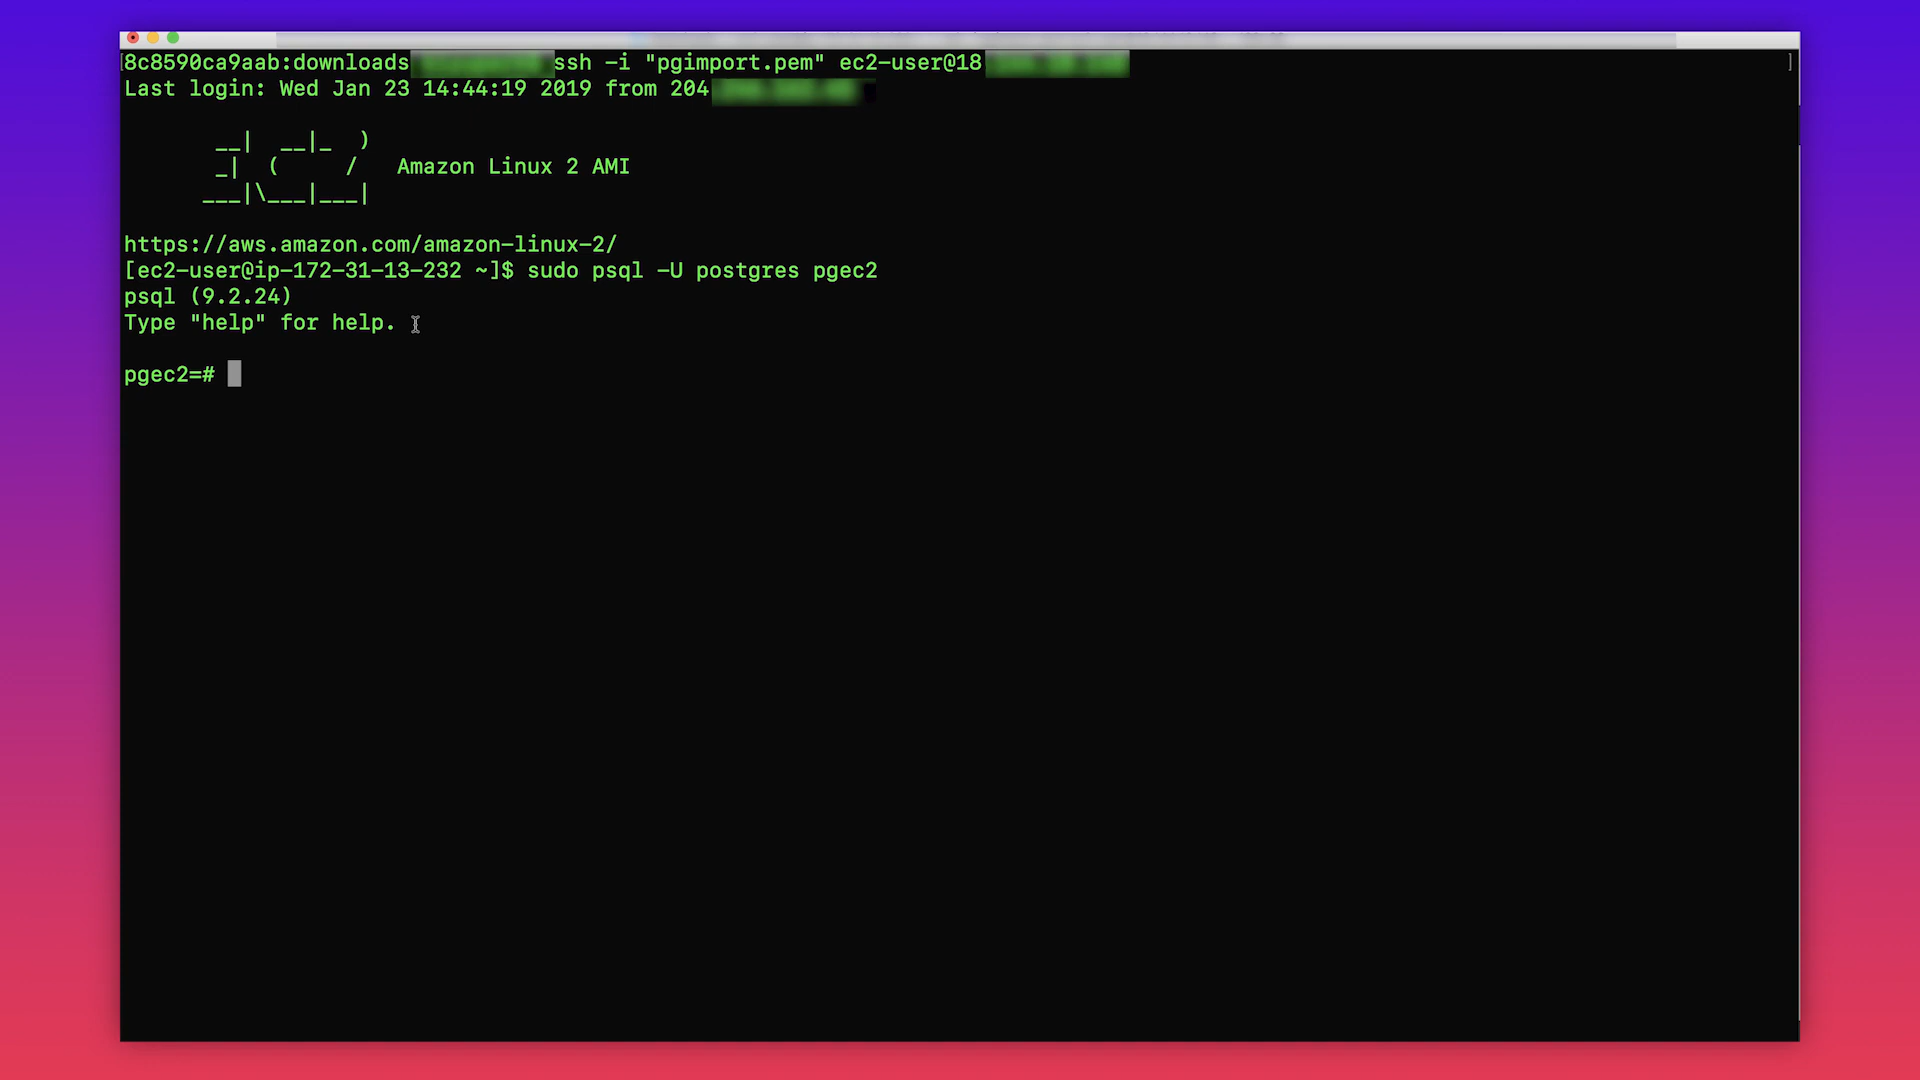 [8c8590ca9aab:downloads ssh -i "pgimport.pem" ec2-user@18 ]
Last login: Wed Jan 23 14:44:19 2019 from 204
__|  __|_  )
_|  (     /   Amazon Linux 2 AMI
___|\___|___|
https://aws.amazon.com/amazon-linux-2/
[ec2-user@ip-172-31-13-232 ~]$ sudo psql -U postgres pgec2
psql (9.2.24)
Type "help" for help.
pgec2=#